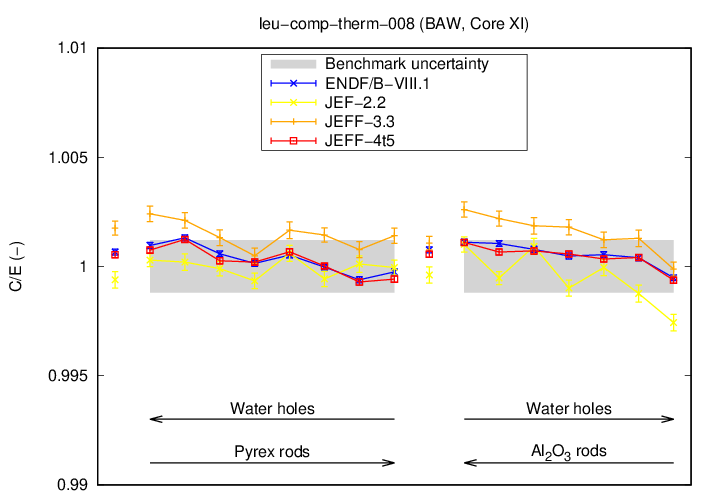 leu−comp−therm−008 (BAW, Core XI)
1.01
1.005
1
0.995
0.99
C/E (−)
Benchmark uncertainty
ENDF/B−VIII.1
JEF−2.2
JEFF−3.3
JEFF−4t5
Water holes
Water holes
Pyrex rods
Al₂O₃ rods